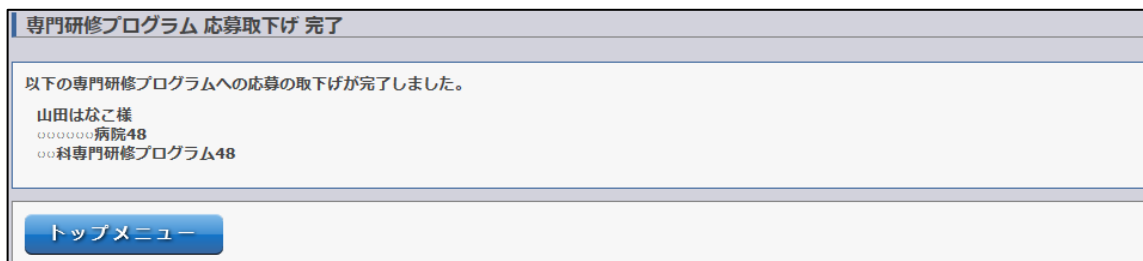 専門研修プログラム 応募取下げ 完了
以下の専門研修プログラムへの応募の取下げが完了しました。
山田はなこ様
○○○○○○病院48
○○科専門研修プログラム48
トップメニュー